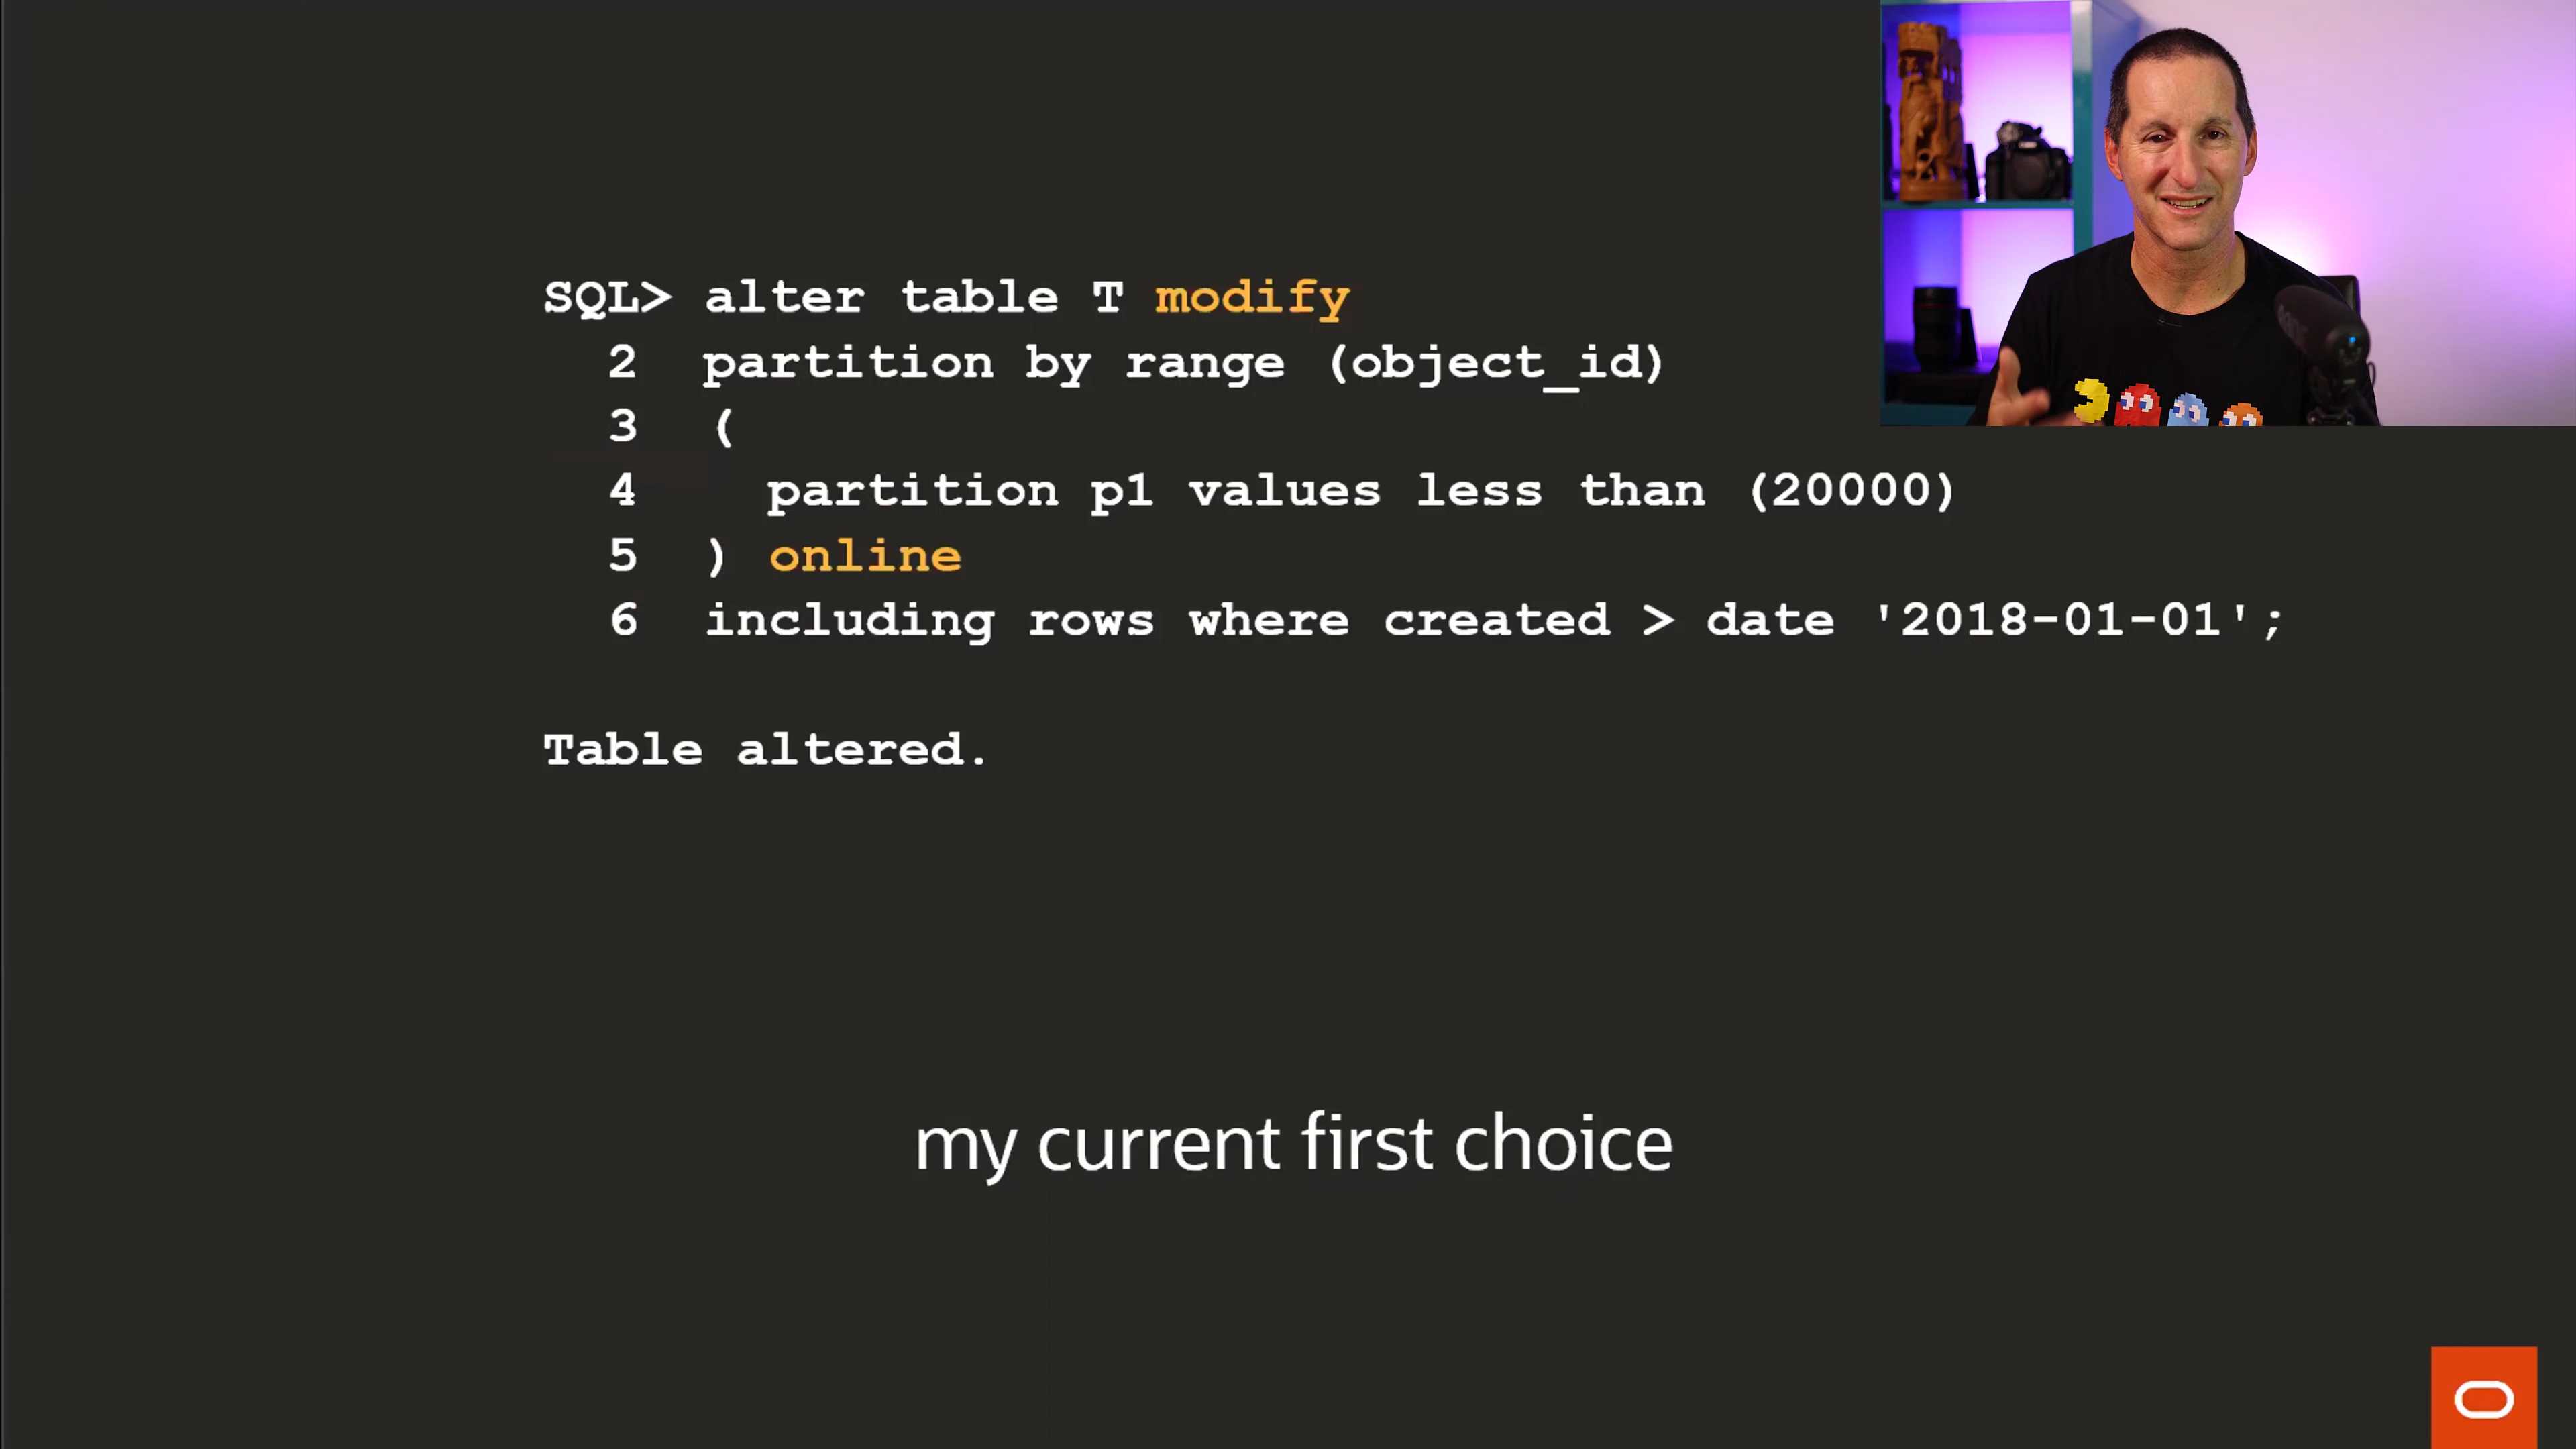 SQL> alter table T modify
2 partition by range (object_id)
3 (
4 partition p1 values less than (20000)
5 ) online
6 including rows where created > date '2018-01-01';
Table altered.
my current first choice